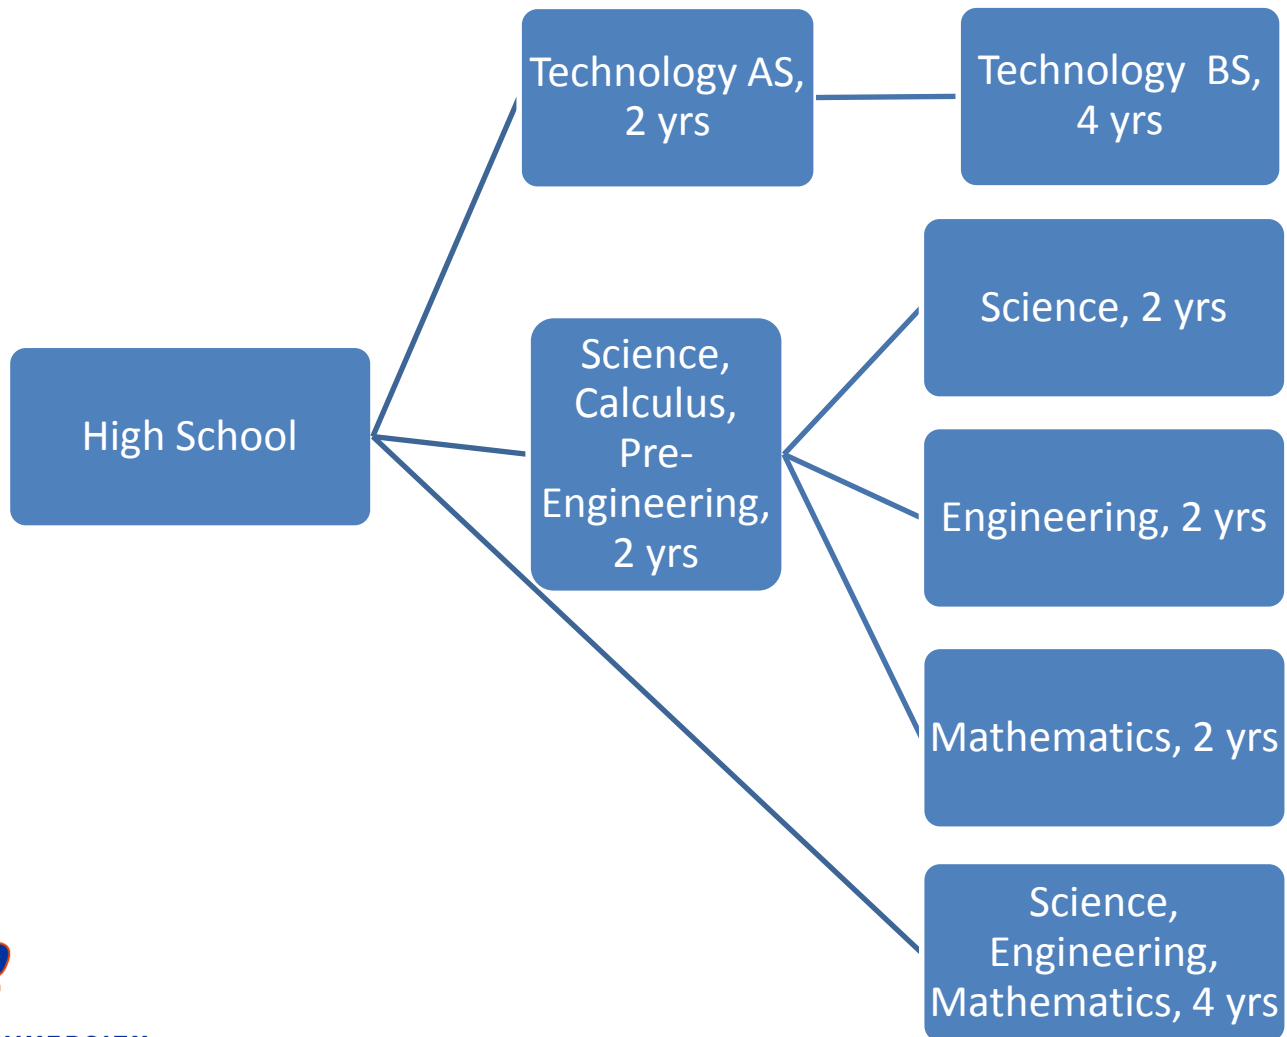 Technology AS,
2 yrs
Technology BS,
4 yrs
Science, 2 yrs
High School
Science,
Calculus,
Pre-
Engineering,
2 yrs
Engineering, 2 yrs
Mathematics, 2 yrs
Science,
Engineering,
Mathematics, 4 yrs